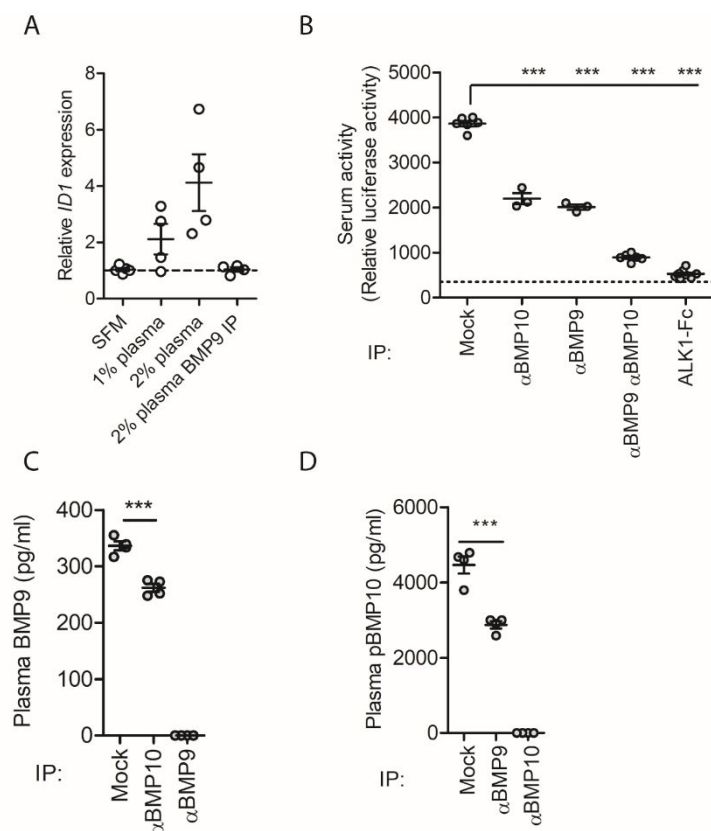 A
Relative ID1 expression
8
6
4
2
0
SFM
1% plasma
2% plasma
2% plasma BMP9 IP
B
Serum activity
(Relative luciferase activity)
5000
4000
3000
2000
1000
0
*** *** *** ***
IP:
Mock
αBMP10
αBMP9
αBMP9 αBMP10
ALK1-Fc
C
Plasma BMP9 (pg/ml)
400
300
200
100
0
***
IP:
Mock
αBMP10
αBMP9
D
Plasma pBMP10 (pg/ml)
6000
4000
2000
0
***
IP:
Mock
αBMP9
αBMP10